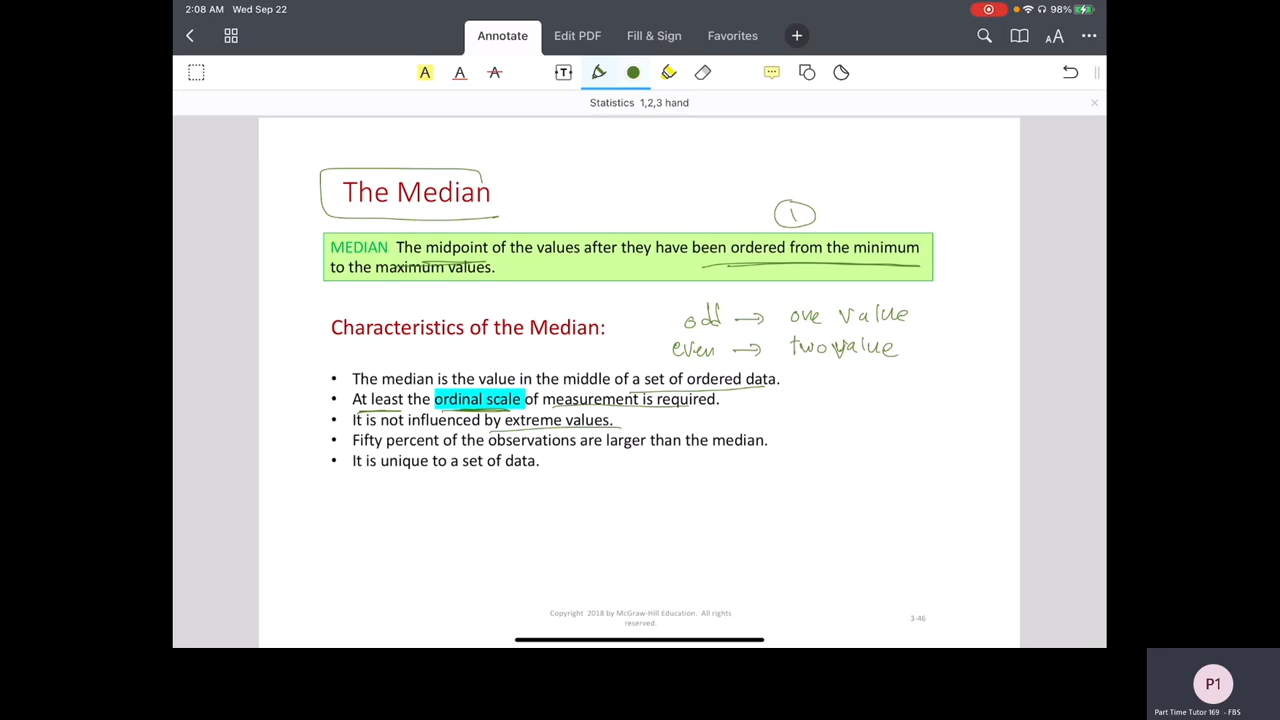 2:08 AM Wed Sep 22
98%
Annotate Edit PDF Fill & Sign Favorites
A A A T AA
Statistics 1,2,3 hand
The Median
1
MEDIAN The midpoint of the values after they have been ordered from the minimum
to the maximum values.
odd → one value
Characteristics of the Median:
even → two value
• The median is the value in the middle of a set of ordered data.
• At least the ordinal scale of measurement is required.
• It is not influenced by extreme values.
• Fifty percent of the observations are larger than the median.
• It is unique to a set of data.
Copyright 2018 by McGraw-Hill Education. All rights
reserved.
3-46
P1
Part Time Tutor 169 - FBS